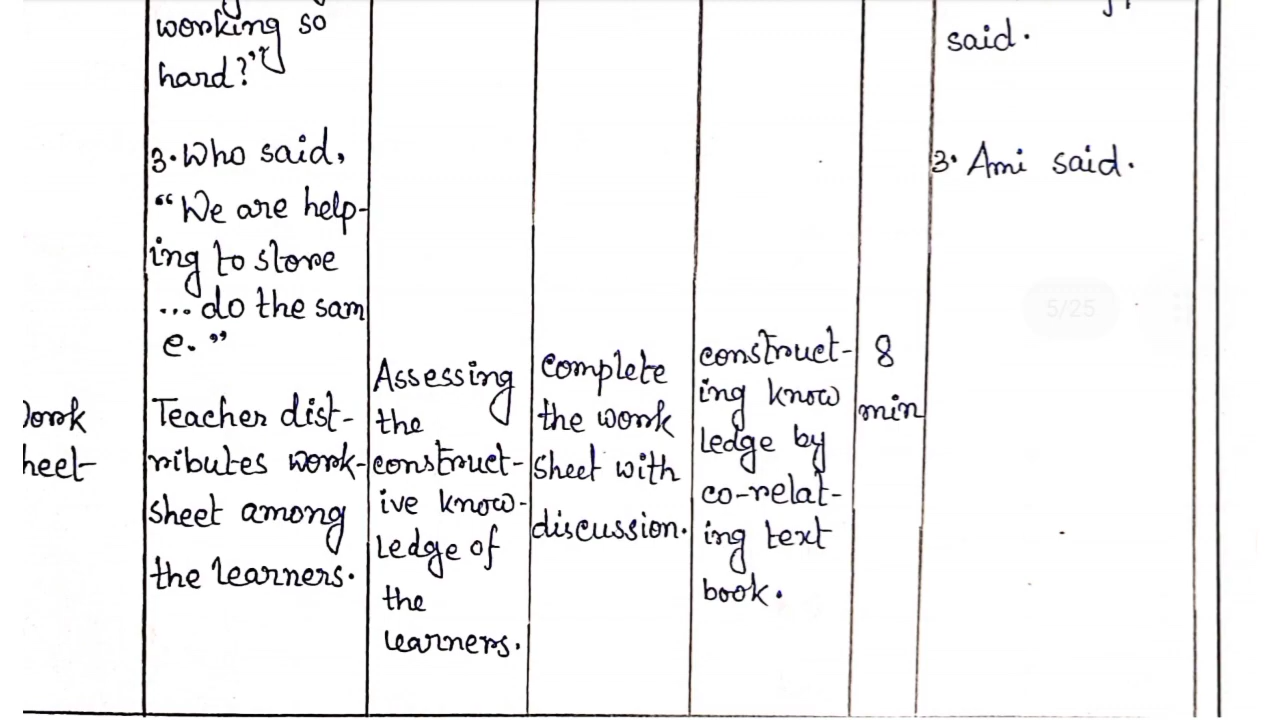 working so
hard?"
3. Who said,
"We are help-
ing to store
... do the sam
e."
Teacher dist-
ributes work-
sheet among
the learners.
Assessing
the
construct-
ive know-
ledge of
the
learners.
Complete
the work
sheet with
discussion.
construct-
ing know
ledge by
co-relat-
ing text
book.
8
min
said.
3. Ami said.
5/25